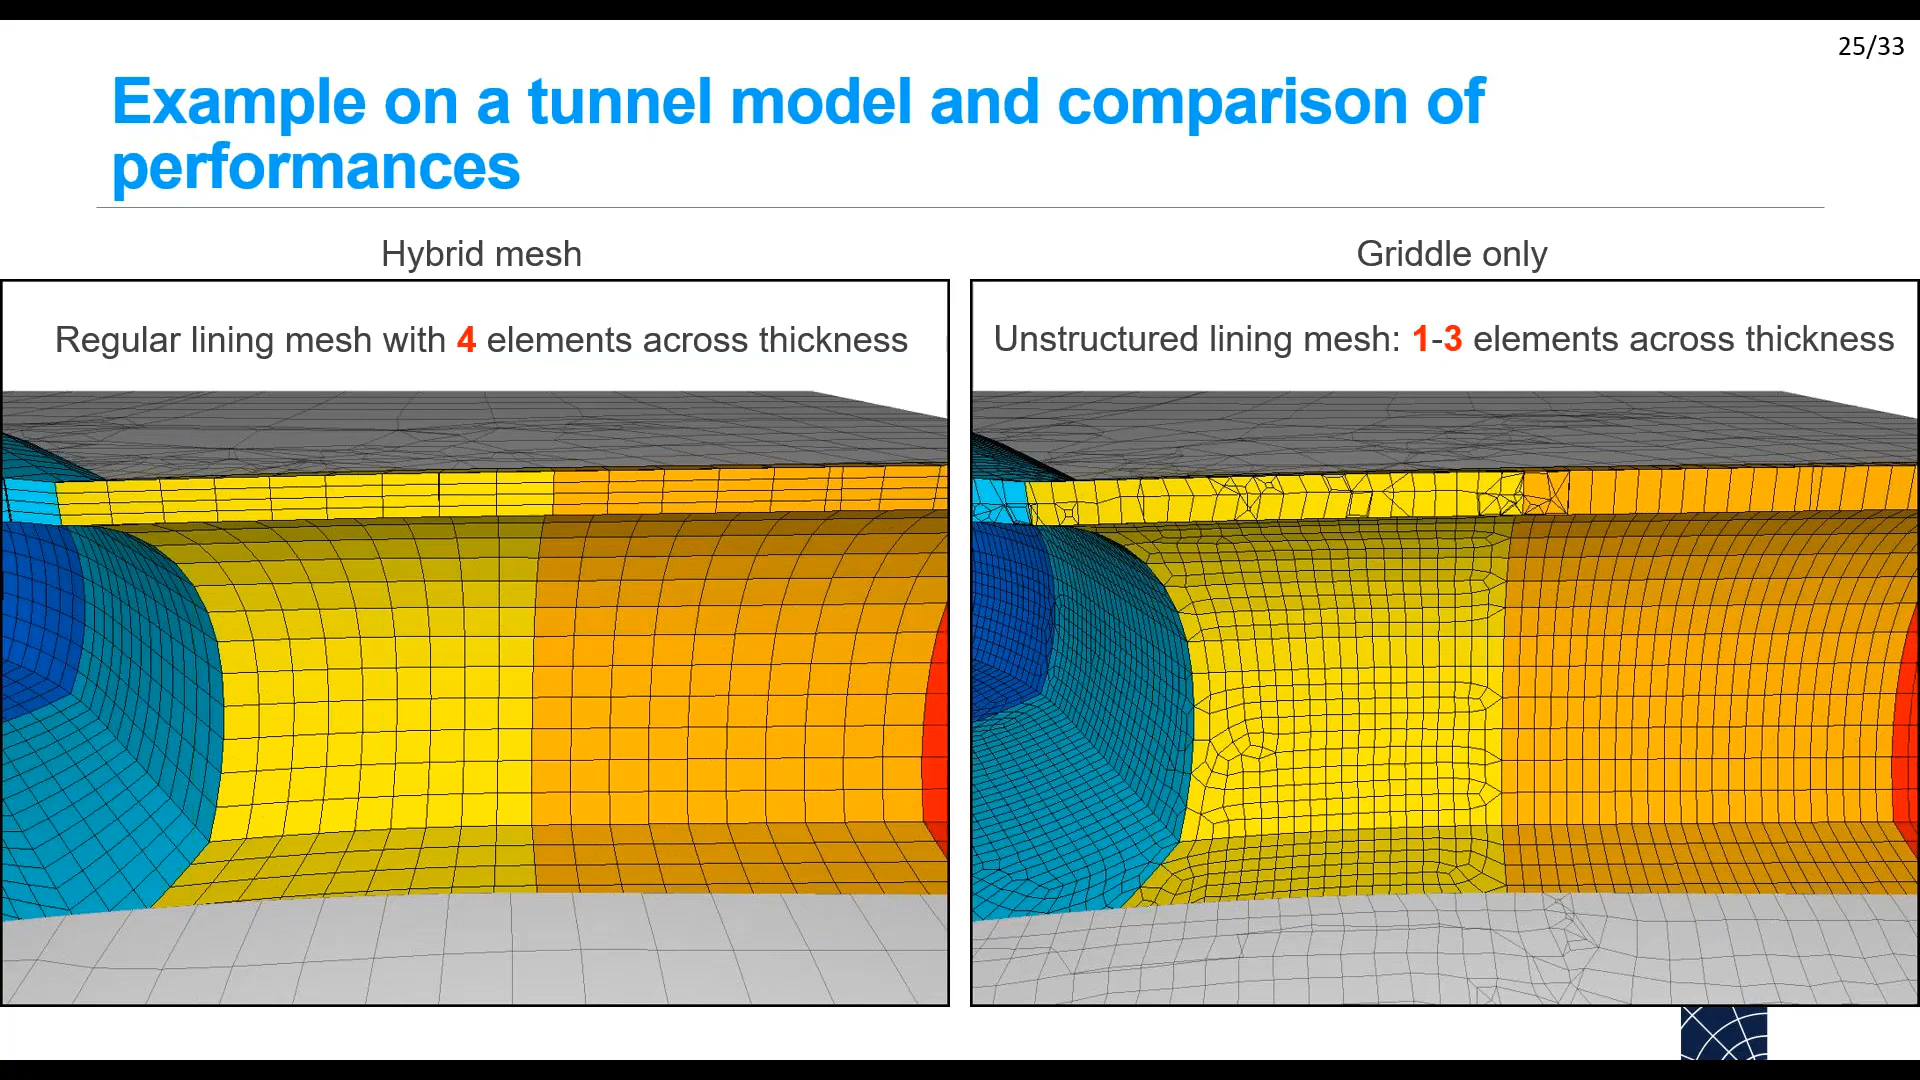 25/33
Example on a tunnel model and comparison of
performances
Hybrid mesh
Griddle only
Regular lining mesh with 4 elements across thickness
Unstructured lining mesh: 1-3 elements across thickness